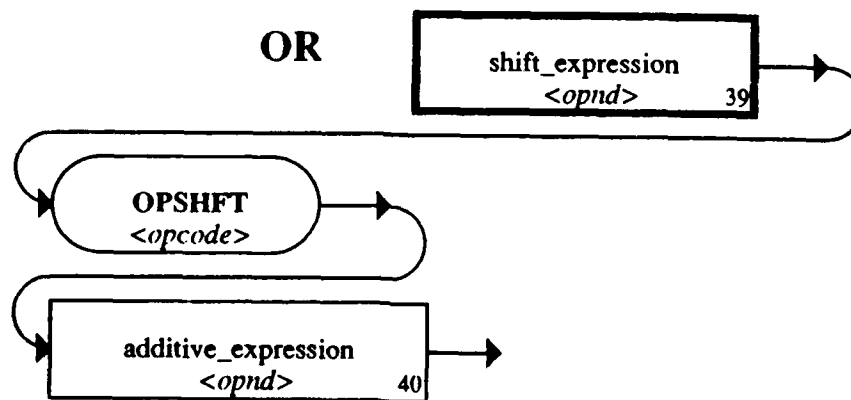 OR
shift_expression
<opnd>
39
OPSHFT
<opcode>
additive_expression
<opnd>
40